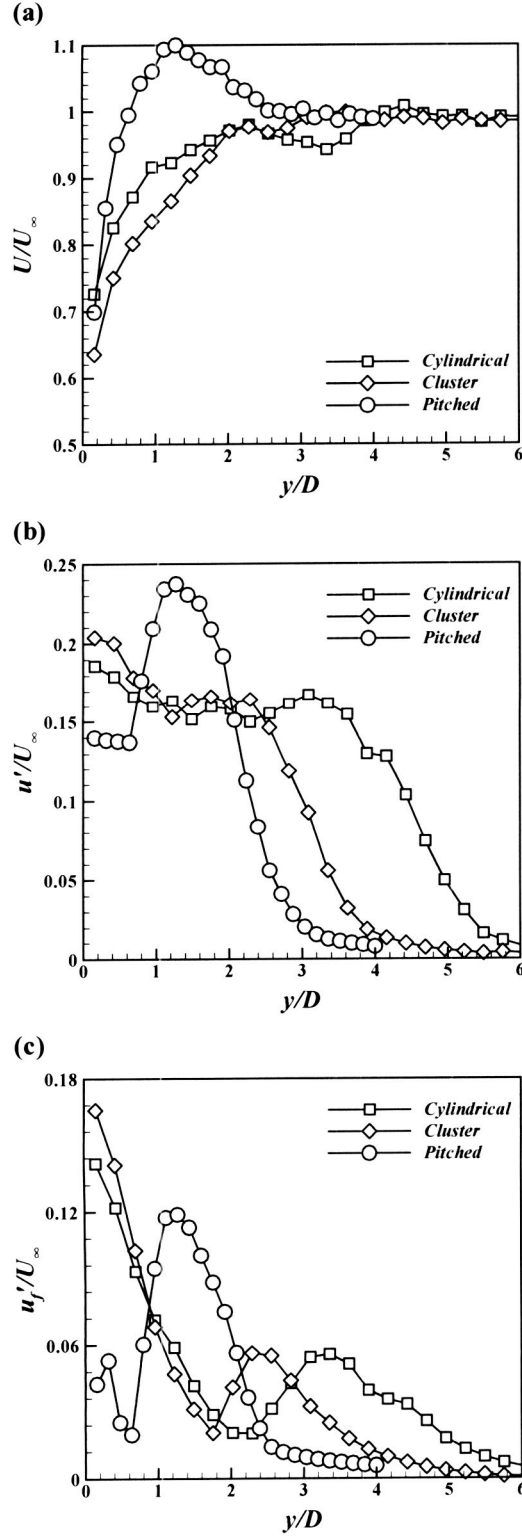 (a)
1.1
1
0.9
0.8
0.7
0.6
0.5
U/U∞
0 1 2 3 4 5 6
y/D
Cylindrical
Cluster
Pitched
(b)
0.25
0.2
0.15
0.1
0.05
0
u'/U∞
0 1 2 3 4 5 6
y/D
Cylindrical
Cluster
Pitched
(c)
0.18
0.12
0.06
0
u_f'/U∞
0 1 2 3 4 5 6
y/D
Cylindrical
Cluster
Pitched